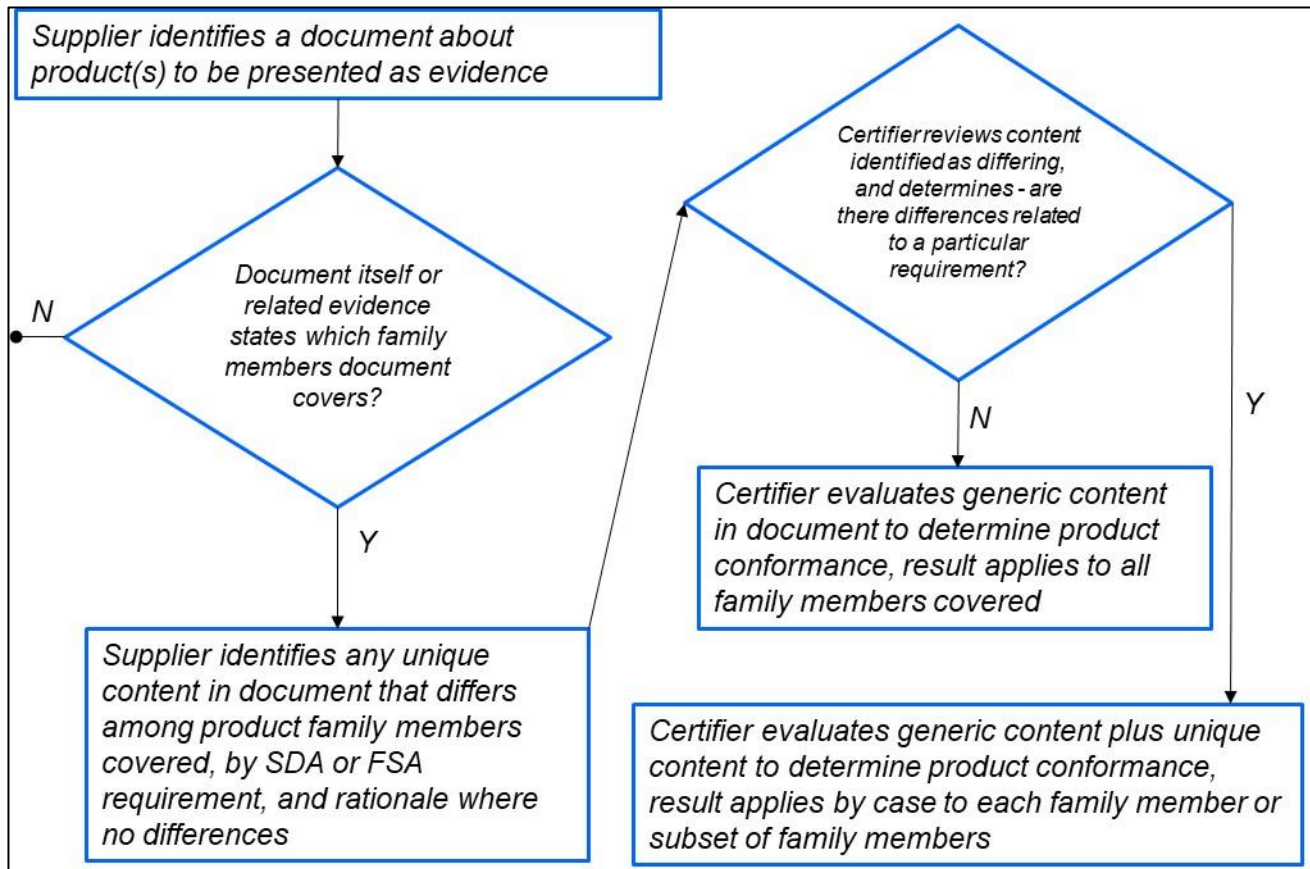 Supplier identifies a document about
product(s) to be presented as evidence
Document itself or
related evidence
states which family
members document
covers?
N
Y
Supplier identifies any unique
content in document that differs
among product family members
covered, by SDA or FSA
requirement, and rationale where
no differences
Certifier reviews content
identified as differing,
and determines - are
there differences related
to a particular
requirement?
N
Y
Certifier evaluates generic content
in document to determine product
conformance, result applies to all
family members covered
Certifier evaluates generic content plus unique
content to determine product conformance,
result applies by case to each family member or
subset of family members